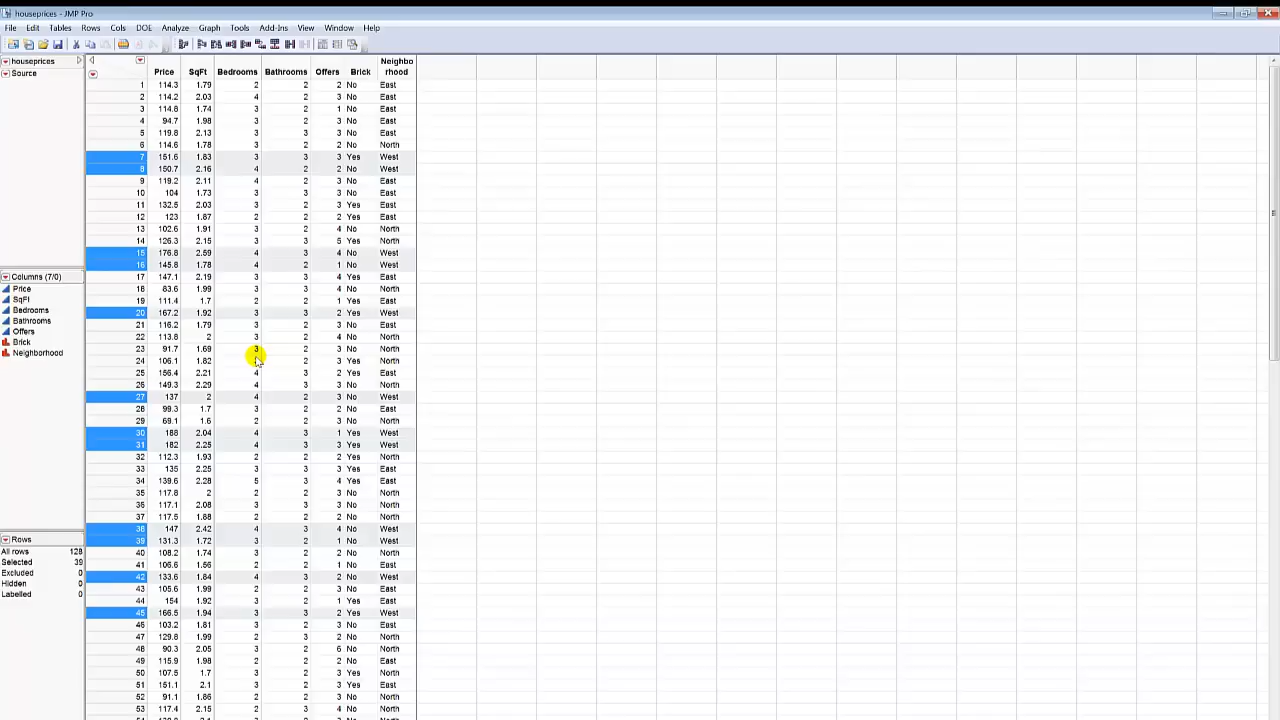 houseprices - JMP Pro
File Edit Tables Rows Cols DOE Analyze Graph Tools Add-Ins View Window Help
houseprices
Source
Columns (7/0)
Price
SqFt
Bedrooms
Bathrooms
Offers
Brick
Neighborhood
Rows
All rows 128
Selected 39
Excluded 0
Hidden 0
Labelled 0
Neighbo
Price SqFt Bedrooms Bathrooms Offers Brick rhood
1 114.3 1.79 2 2 2 No East
2 114.2 2.03 4 2 3 No East
3 114.8 1.74 3 2 1 No East
4 94.7 1.98 3 2 3 No East
5 119.8 2.13 3 2 3 No East
6 114.6 1.78 3 2 2 No North
7 151.6 1.83 3 3 3 Yes West
8 150.7 2.16 4 2 2 No West
9 119.2 2.11 4 2 3 No East
10 104 1.73 3 3 3 No East
11 132.5 2.03 3 2 3 Yes East
12 123 1.87 2 2 2 Yes East
13 102.6 1.91 3 2 4 No North
14 126.3 2.15 3 3 5 Yes North
15 176.8 2.59 4 3 4 No West
16 145.8 1.78 4 2 1 No West
17 147.1 2.19 3 3 4 Yes East
18 83.6 1.99 3 3 4 No North
19 111.4 1.7 2 2 1 Yes East
20 167.2 1.92 3 3 2 Yes West
21 116.2 1.79 3 2 3 No East
22 113.8 2 3 2 4 No North
23 91.7 1.69 3 2 3 No North
24 106.1 1.82 2 3 Yes North
25 156.4 2.21 4 3 2 Yes East
26 149.3 2.29 4 3 3 No North
27 137 2 4 2 3 No West
28 99.3 1.7 3 2 2 No East
29 69.1 1.6 2 2 3 No North
30 188 2.04 4 3 1 Yes West
31 182 2.25 4 3 3 Yes West
32 112.3 1.93 2 2 2 Yes North
33 135 2.25 3 3 3 Yes East
34 139.6 2.28 5 3 4 Yes East
35 117.8 2 2 2 3 No North
36 117.1 2.08 3 3 3 No North
37 117.5 1.88 2 2 2 No North
38 147 2.42 4 3 4 No West
39 131.3 1.72 3 2 1 No West
40 108.2 1.74 3 2 2 No North
41 106.6 1.56 2 2 1 No East
42 133.6 1.84 4 3 2 No West
43 105.6 1.99 2 2 2 No East
44 154 1.92 3 2 1 Yes East
45 166.5 1.94 3 3 2 Yes West
46 103.2 1.81 3 2 3 No East
47 129.8 1.99 2 3 2 No North
48 90.3 2.05 3 2 6 No North
49 115.9 1.98 2 2 2 No East
50 107.5 1.7 3 2 3 Yes North
51 151.1 2.1 3 2 3 Yes East
52 91.1 1.86 2 2 3 No North
53 117.4 2.15 2 3 4 No North